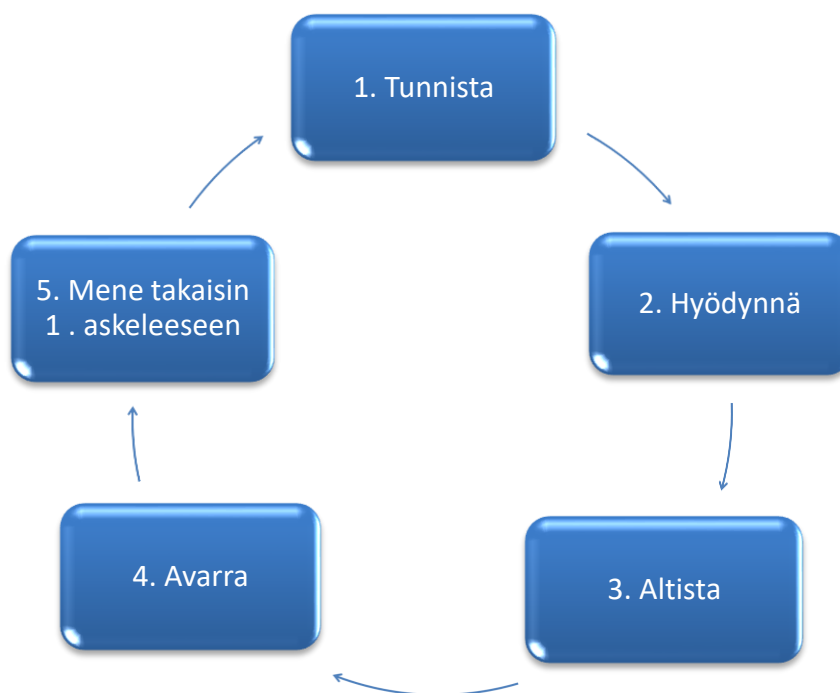 1. Tunnista
2. Hyödynnä
3. Altista
4. Avarra
5. Mene takaisin
1 . askeleeseen